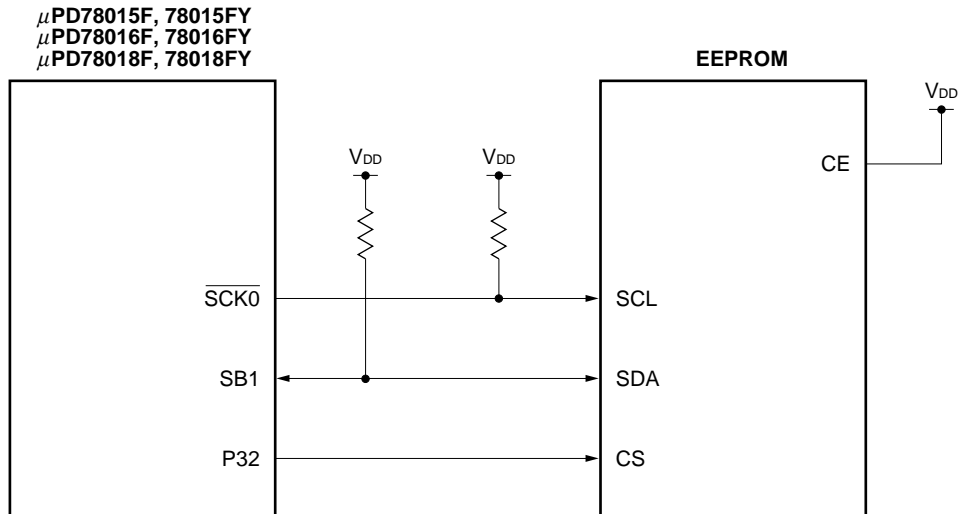 μPD78015F, 78015FY
μPD78016F, 78016FY
μPD78018F, 78018FY
EEPROM
VDD
VDD
VDD
CE
SCK0
SCL
SB1
SDA
P32
CS